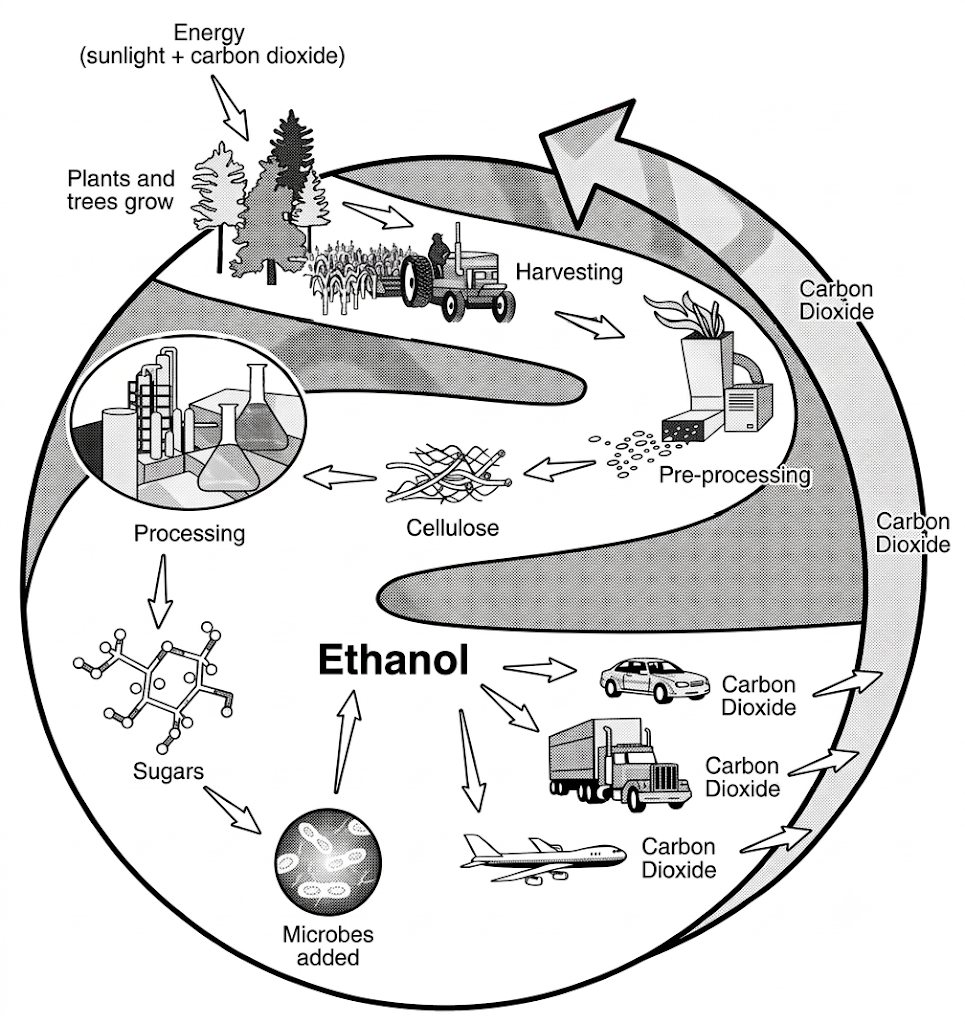 Energy
(sunlight + carbon dioxide)
Plants and
trees grow
Harvesting
Carbon
Dioxide
Pre-processing
Cellulose
Processing
Carbon
Dioxide
Ethanol
Carbon
Dioxide
Sugars
Carbon
Dioxide
Carbon
Dioxide
Microbes
added